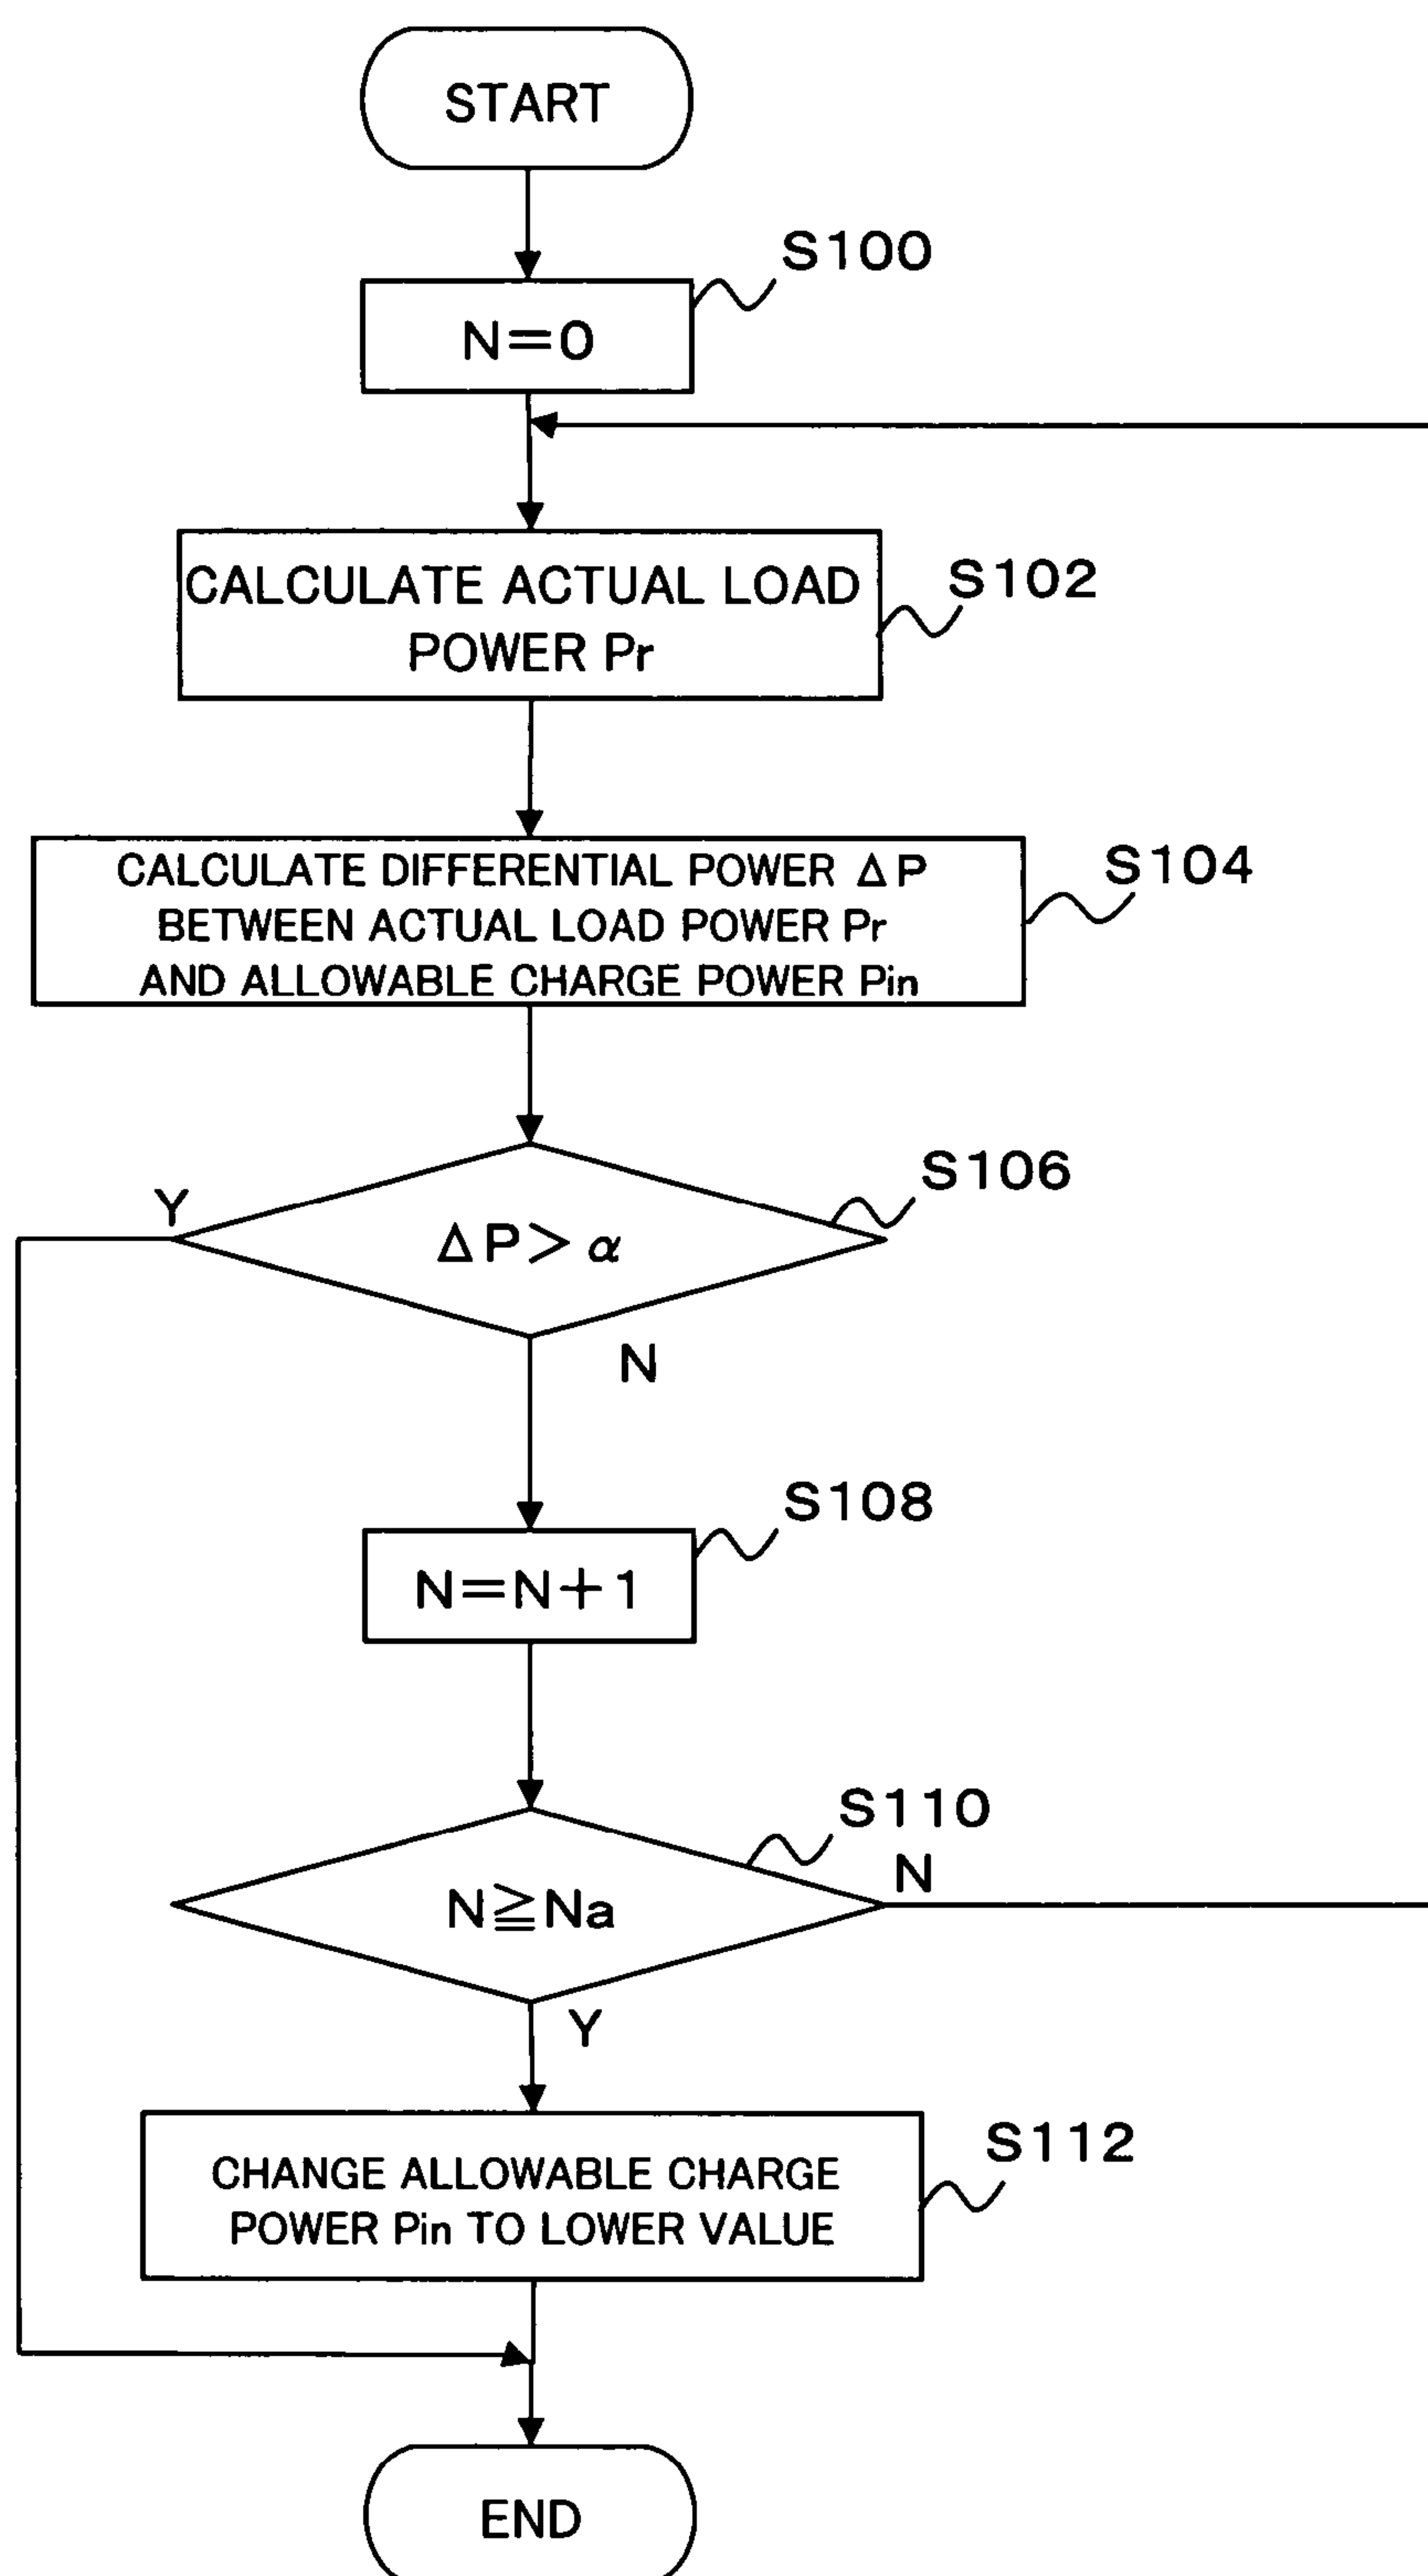 START
S100
N=0
S102
CALCULATE ACTUAL LOAD
POWER Pr
S104
CALCULATE DIFFERENTIAL POWER ΔP
BETWEEN ACTUAL LOAD POWER Pr
AND ALLOWABLE CHARGE POWER Pin
S106
Y
ΔP> α
N
S108
N=N+1
S110
N
N≧Na
Y
S112
CHANGE ALLOWABLE CHARGE
POWER Pin TO LOWER VALUE
END